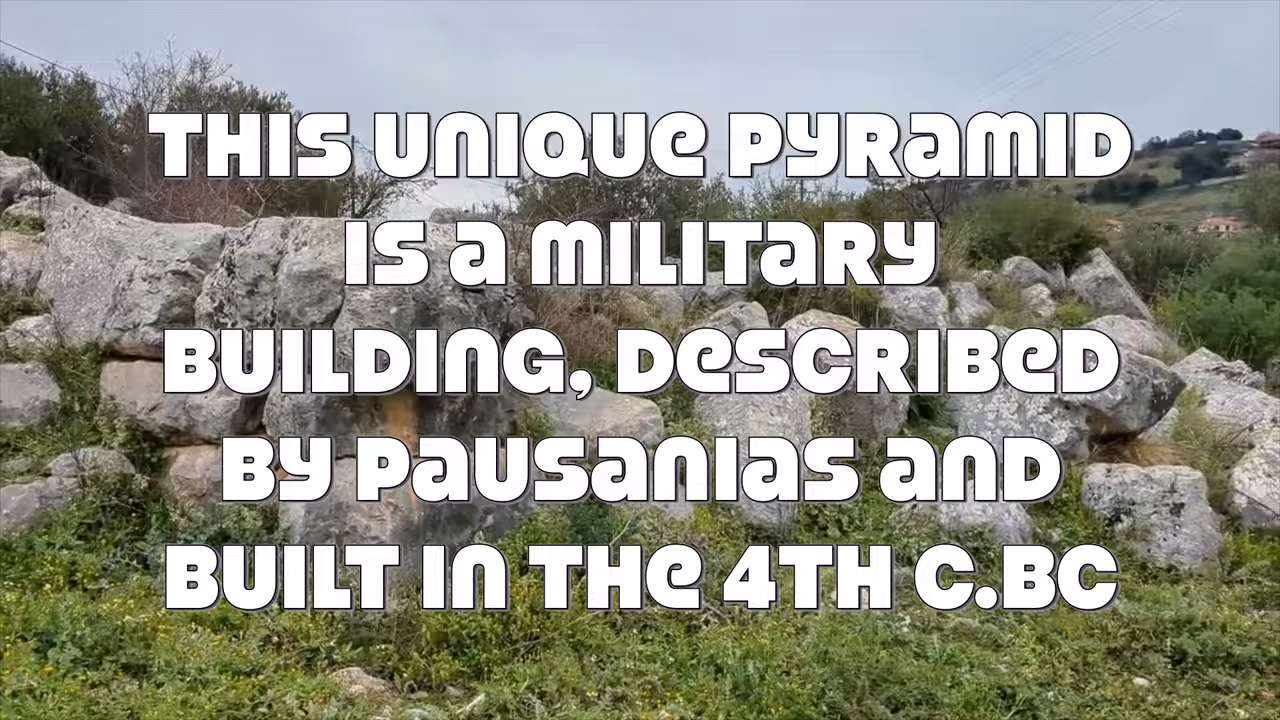 THIS UNIQUE PYRAMID
IS A MILITARY
BUILDING, DESCRIBED
BY PAUSANIAS AND
BUILT IN THE 4TH C.BC